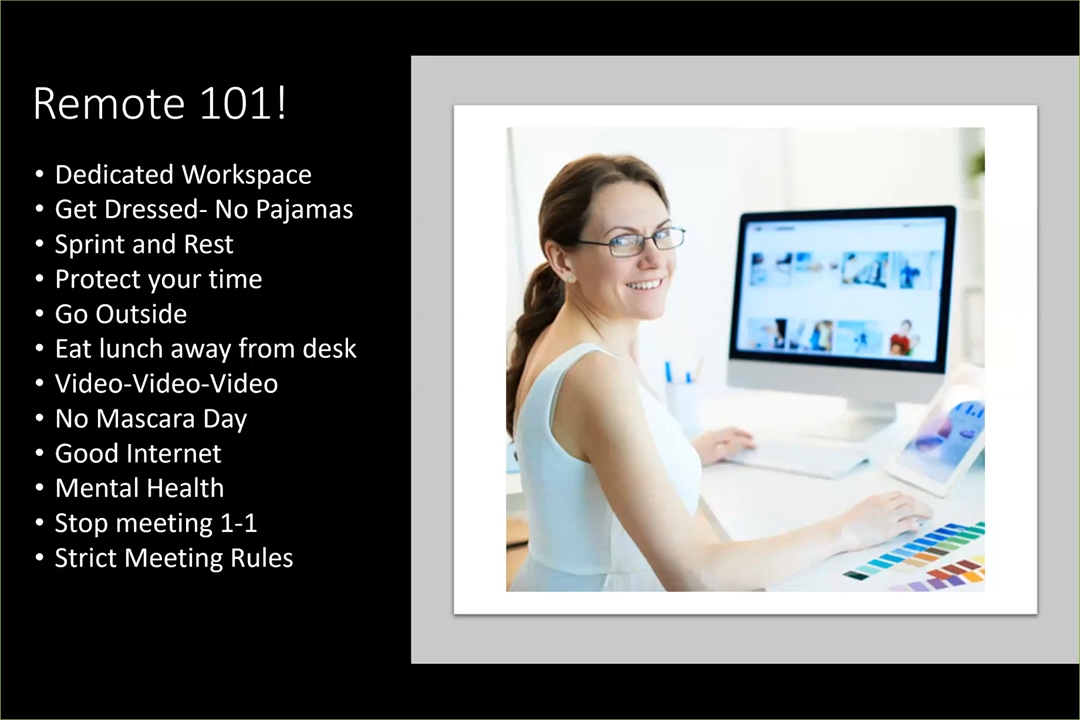 Remote 101!
• Dedicated Workspace
• Get Dressed- No Pajamas
• Sprint and Rest
• Protect your time
• Go Outside
• Eat lunch away from desk
• Video-Video-Video
• No Mascara Day
• Good Internet
• Mental Health
• Stop meeting 1-1
• Strict Meeting Rules